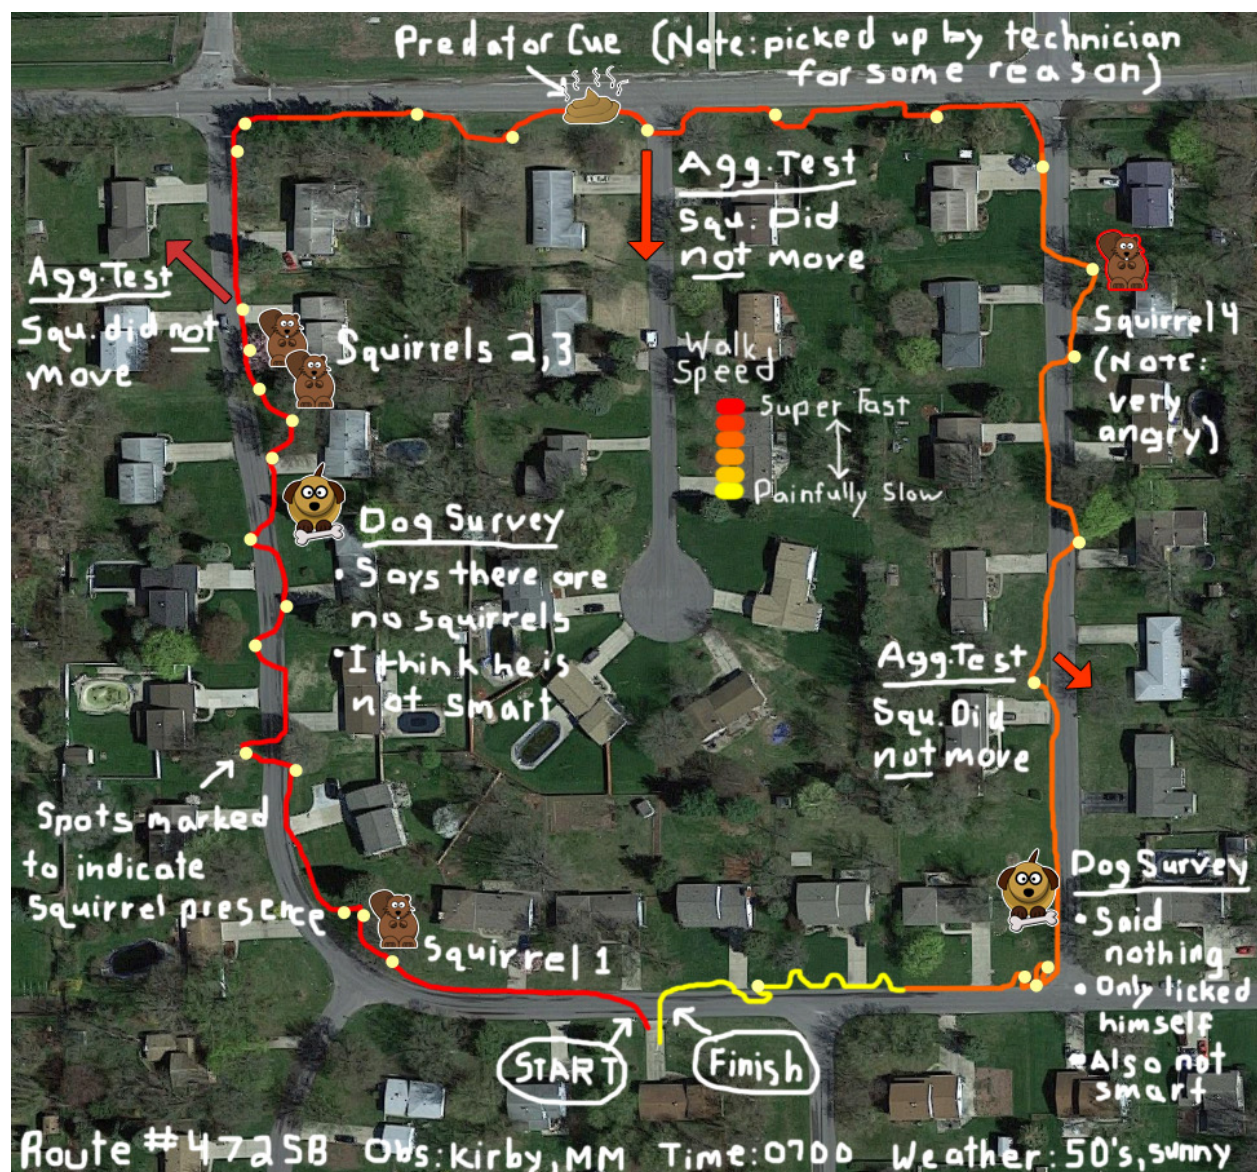 Predator Cue (Note: picked up by technician
for some reason)
Agg. Test
Squ. Did
not move
Agg. Test
Squ. did not
move
Squirrels 2,3
Squirrel 4
(NOTE:
very
angry)
Walk
Speed
Super Fast
Painfully Slow
Dog Survey
• Says there are
no squirrels
• I think he is
not smart
Agg. Test
Squ. Did
not move
Spots marked
to indicate
Squirrel presence
Squirrel 1
Dog Survey
• Said
nothing
• Only licked
himself
• Also not
smart
START
Finish
Route #4725B Obs: Kirby, MM Time: 0700 Weather: 50's, sunny